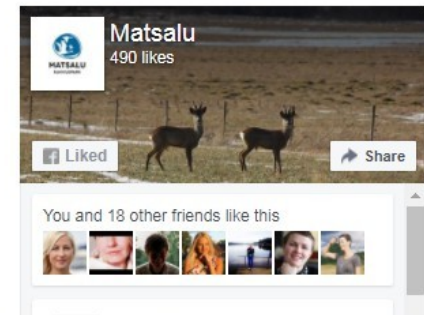 Matsalu
490 likes
MATSALU
Liked
Share
You and 18 other friends like this